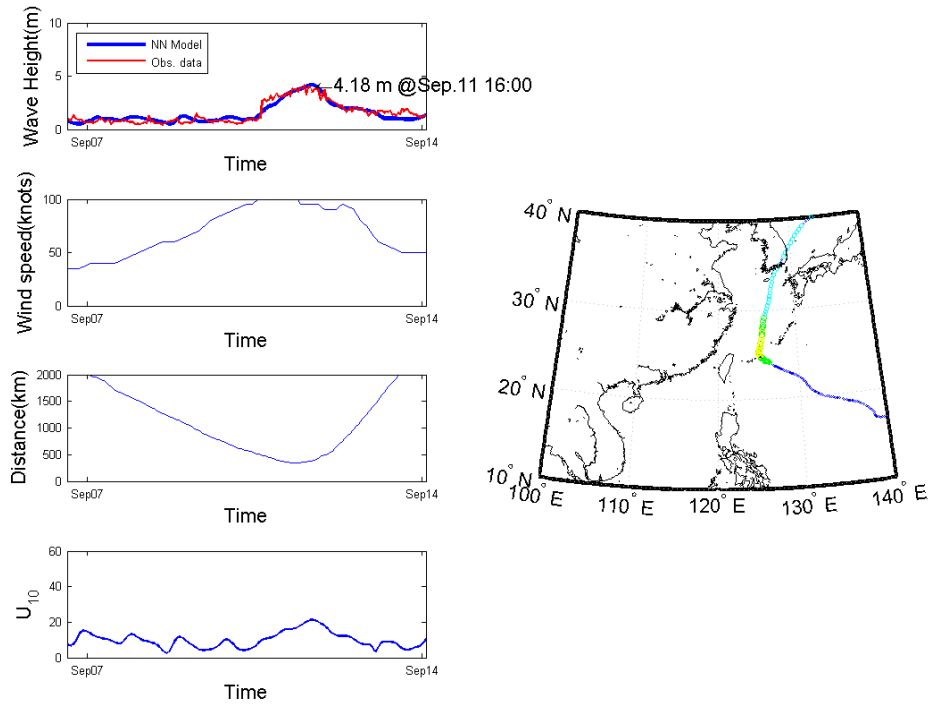 10
5
0
Wave Height(m)
NN Model
Obs. data
4.18 m @Sep.11 16:00
Sep07
Sep14
Time
100
50
0
Wind speed(knots)
Sep07
Sep14
Time
2000
1500
1000
500
0
Distance(km)
Sep07
Sep14
Time
60
40
20
0
U10
Sep07
Sep14
Time
40° N
30° N
20° N
10° N
100° E
110° E
120° E
130° E
140° E